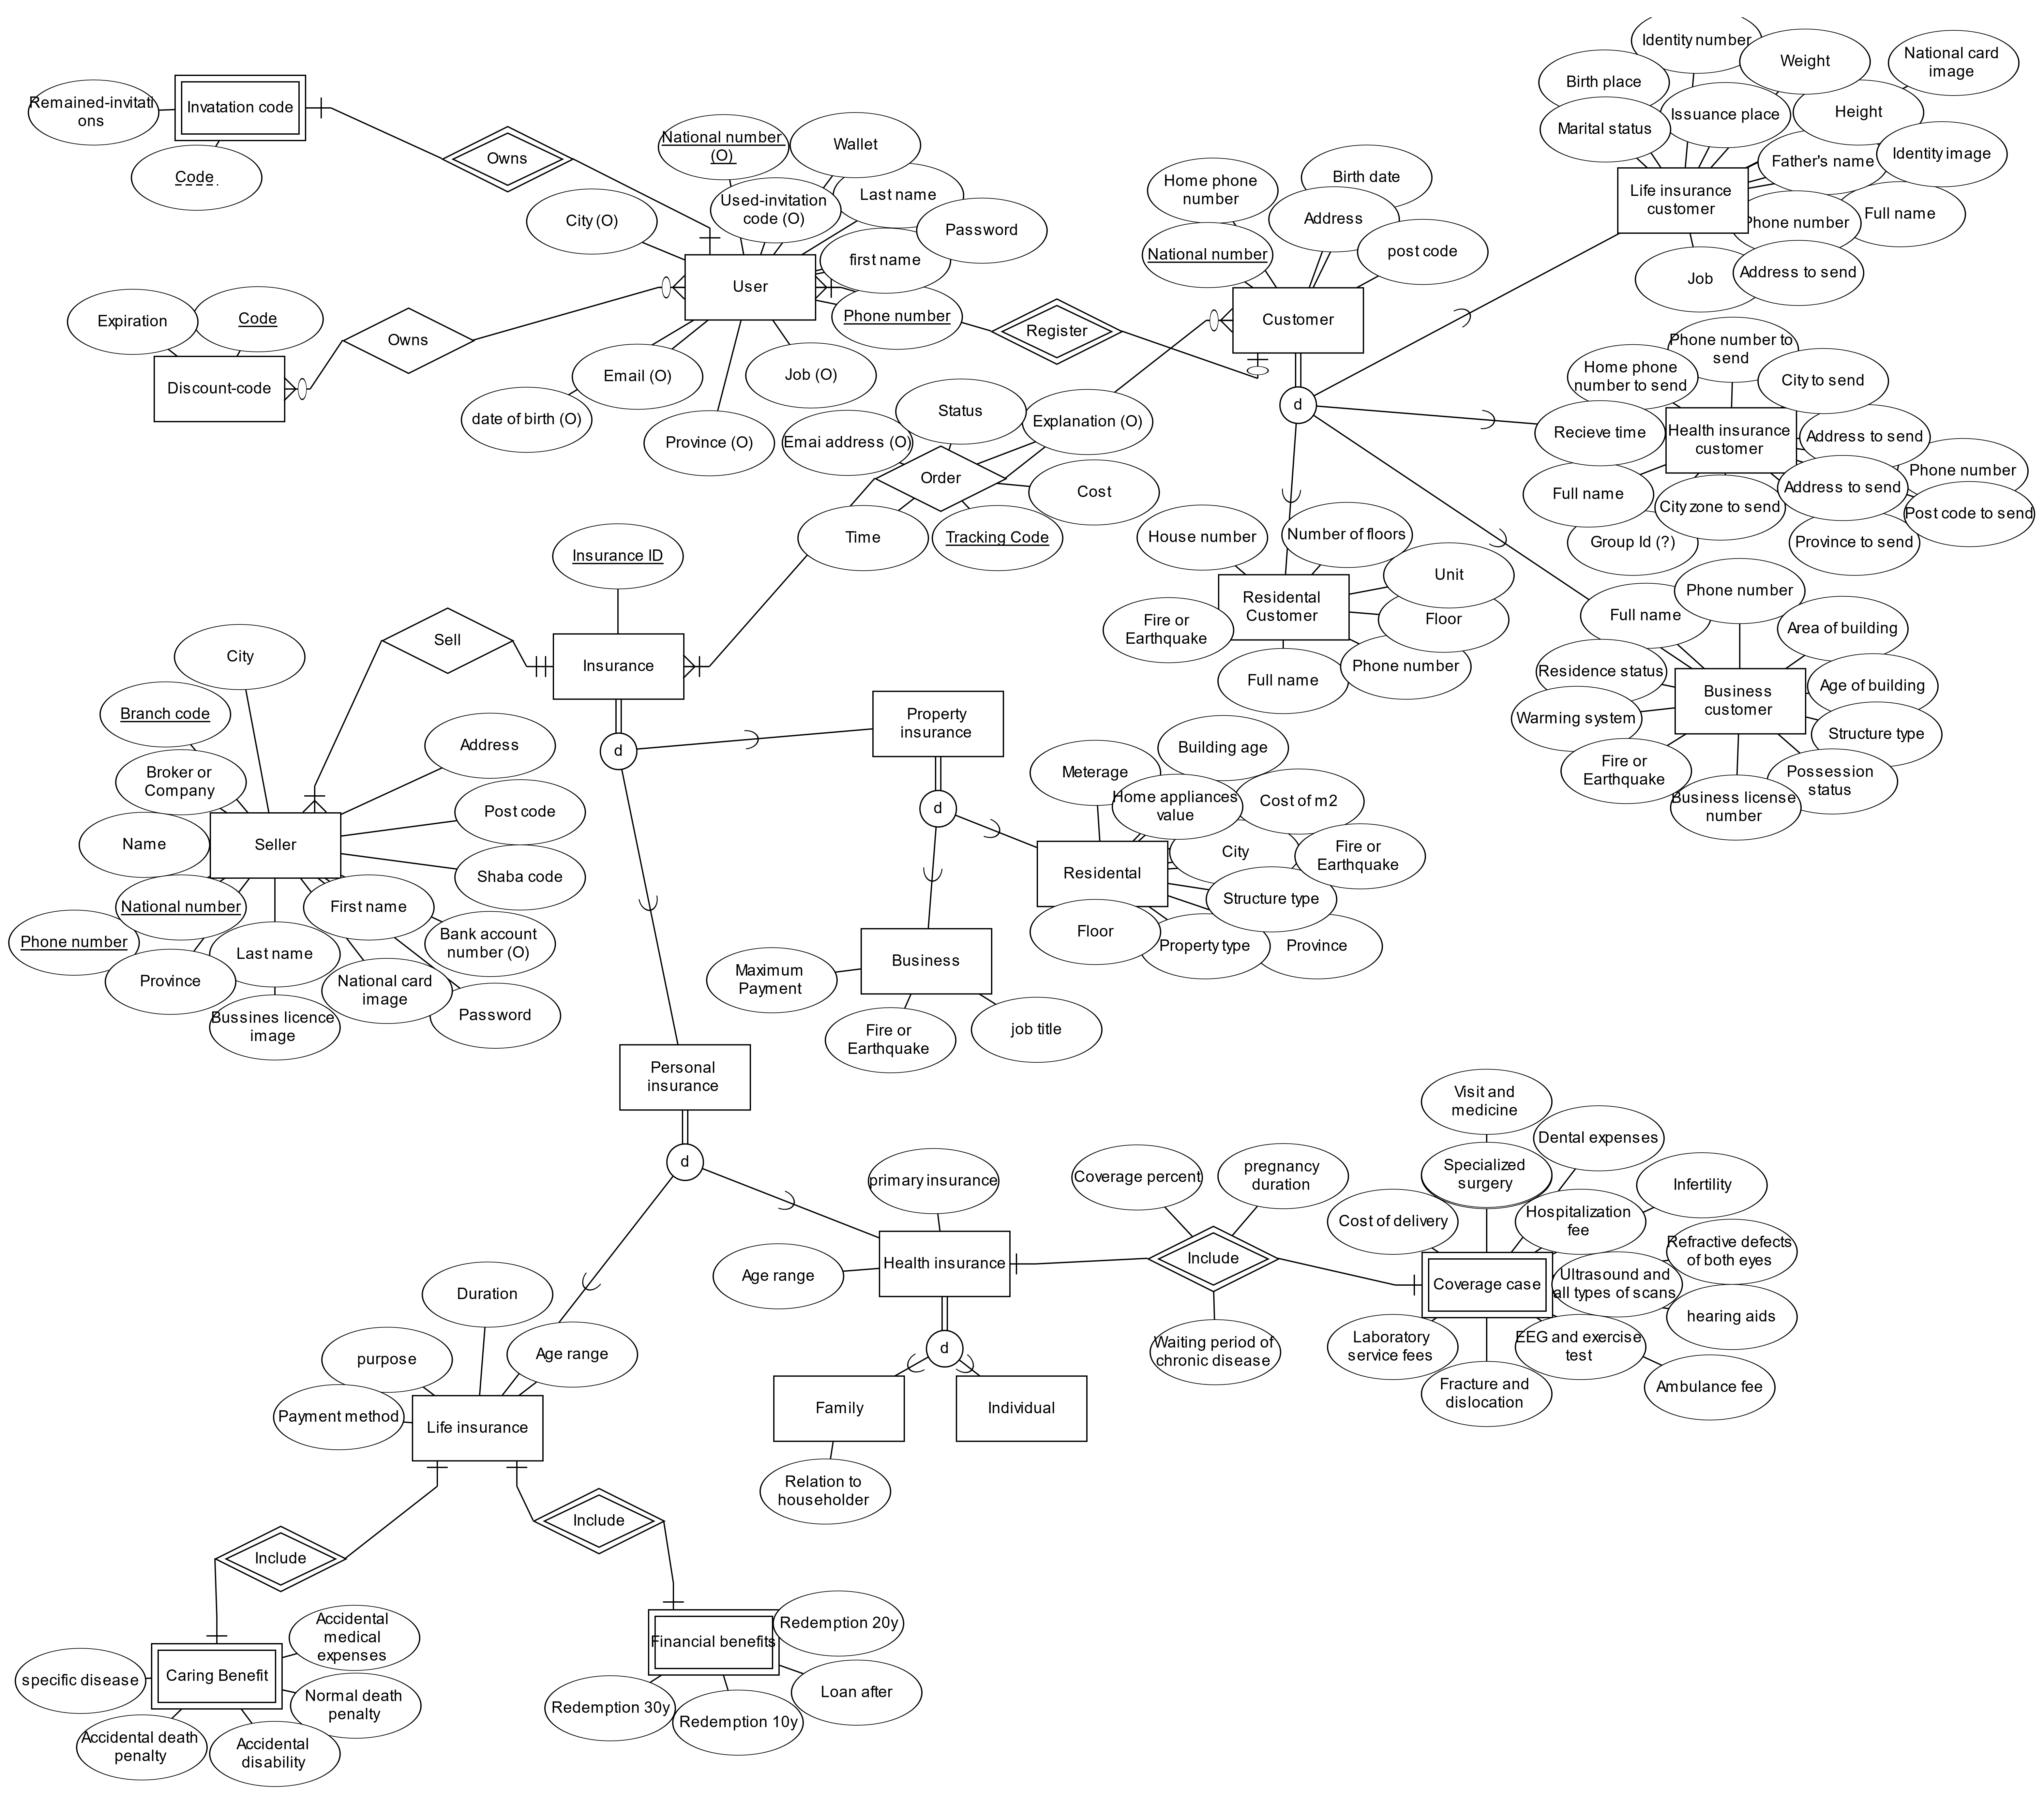 Identity number
Weight
National card
image
Birth place
Remained-invitati
ons
Invatation code
Issuance place
Height
Marital status
Code
Owns
National number
(O)
Wallet
Father's name
Identity image
Last name
Used-invitation
code (O)
City (O)
Home phone
number
Birth date
Address
Life insurance
customer
Phone number
Full name
Password
National number
post code
first name
Job
Address to send
User
Expiration
Code
Phone number
Register
Customer
Owns
Discount-code
Email (O)
Job (O)
date of birth (O)
Province (O)
Phone number to
send
Home phone
number to send
City to send
Status
Explanation (O)
d
Recieve time
Health insurance
customer
Address to send
Emai address (O)
Order
Cost
Phone number
Full name
City zone to send
Address to send
Post code to send
Time
Tracking Code
House number
Number of floors
Group Id (?)
Province to send
Insurance ID
Unit
Phone number
Residental
Customer
Fire or
Earthquake
Floor
Full name
Area of building
Sell
Insurance
City
Full name
Phone number
Residence status
Business
customer
Age of building
Branch code
Property
insurance
Warming system
Structure type
Address
d
Building age
Fire or
Earthquake
Possession
status
Broker or
Company
Meterage
Home appliances
value
Cost of m2
Business license
number
Post code
d
Name
Seller
City
Fire or
Earthquake
Shaba code
Residental
National number
First name
Structure type
Phone number
Last name
Bank account
number (O)
Floor
Property type
Province
Province
National card
image
Business
Maximum
Payment
Bussines licence
image
Password
Fire or
Earthquake
job title
Personal
insurance
Visit and
medicine
Dental expenses
d
primary insurance
Coverage percent
pregnancy
duration
Specialized
surgery
Infertility
Cost of delivery
Hospitalization
fee
Refractive defects
of both eyes
Age range
Health insurance
Include
Coverage case
Ultrasound and
all types of scans
hearing aids
Duration
Laboratory
service fees
EEG and exercise
test
purpose
Age range
d
Waiting period of
chronic disease
Fracture and
dislocation
Ambulance fee
Payment method
Life insurance
Family
Individual
Relation to
householder
Include
Include
Accidental
medical
expenses
Redemption 20y
Financial benefits
specific disease
Caring Benefit
Normal death
penalty
Redemption 30y
Redemption 10y
Loan after
Accidental death
penalty
Accidental
disability